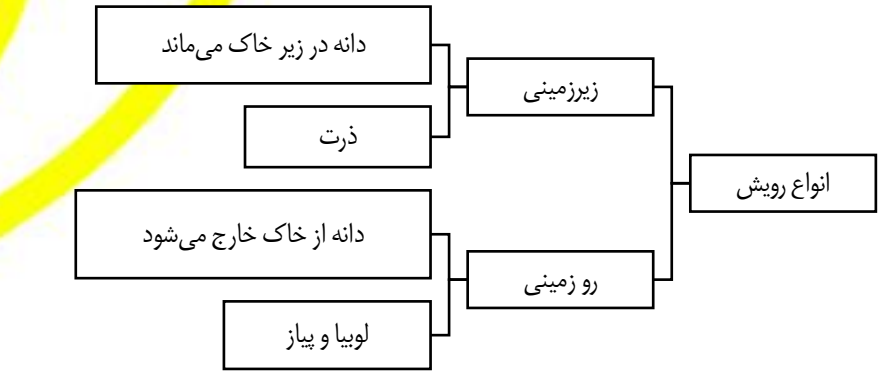 انواع رویش
زیرزمینی
دانه در زیر خاک می‌ماند
ذرت
رو زمینی
دانه از خاک خارج می‌شود
لوبیا و پیاز